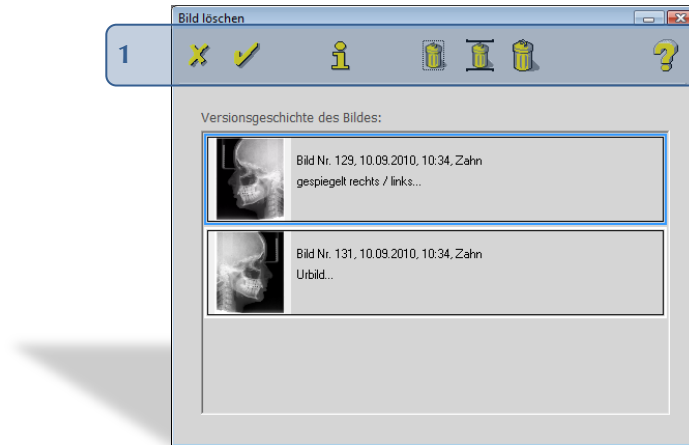 Bild löschen
1
Versionsgeschichte des Bildes:
Bild Nr. 129, 10.09.2010, 10:34, Zahn
gespiegelt rechts / links...
Bild Nr. 131, 10.09.2010, 10:34, Zahn
Urbild...